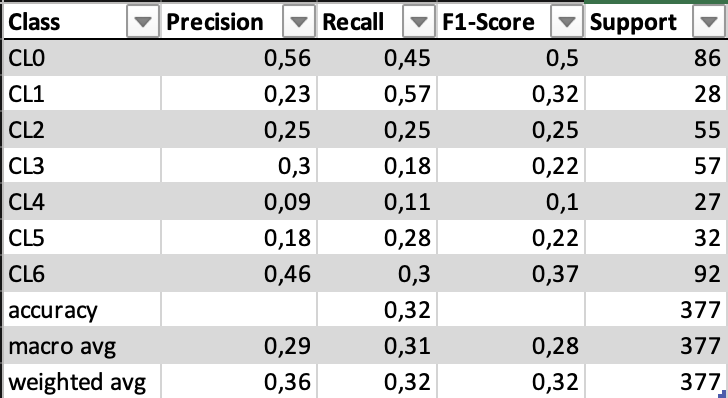 Class Precision Recall F1-Score Support
CL0 0,56 0,45 0,5 86
CL1 0,23 0,57 0,32 28
CL2 0,25 0,25 0,25 55
CL3 0,3 0,18 0,22 57
CL4 0,09 0,11 0,1 27
CL5 0,18 0,28 0,22 32
CL6 0,46 0,3 0,37 92
accuracy 0,32 377
macro avg 0,29 0,31 0,28 377
weighted avg 0,36 0,32 0,32 377